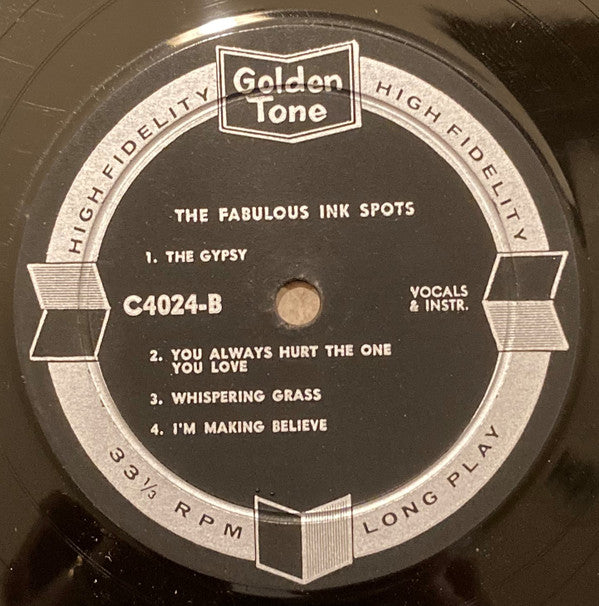 Golden
Tone
HIGH FIDELITY
HIGH FIDELITY
THE FABULOUS INK SPOTS
1. THE GYPSY
C4024-B
VOCALS
& INSTR.
2. YOU ALWAYS HURT THE ONE
YOU LOVE
3. WHISPERING GRASS
4. I'M MAKING BELIEVE
33⅓ RPM
LONG PLAY